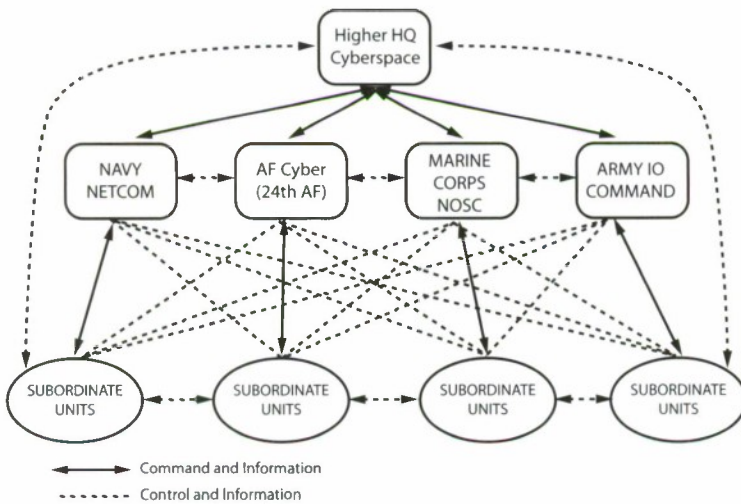 Higher HQ
Cyberspace
NAVY
NETCOM
AF Cyber
(24th AF)
MARINE
CORPS
NOSC
ARMY IO
COMMAND
SUBORDINATE
UNITS
SUBORDINATE
UNITS
SUBORDINATE
UNITS
SUBORDINATE
UNITS
Command and Information
Control and Information